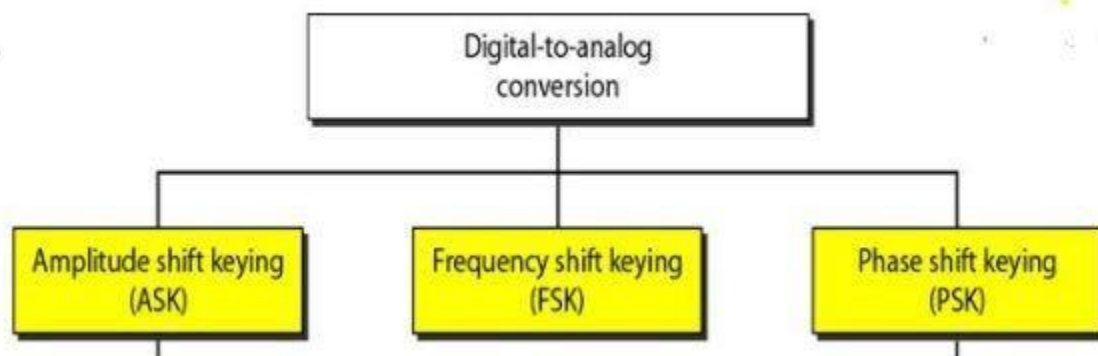 Digital-to-analog
conversion
Amplitude shift keying
(ASK)
Frequency shift keying
(FSK)
Phase shift keying
(PSK)